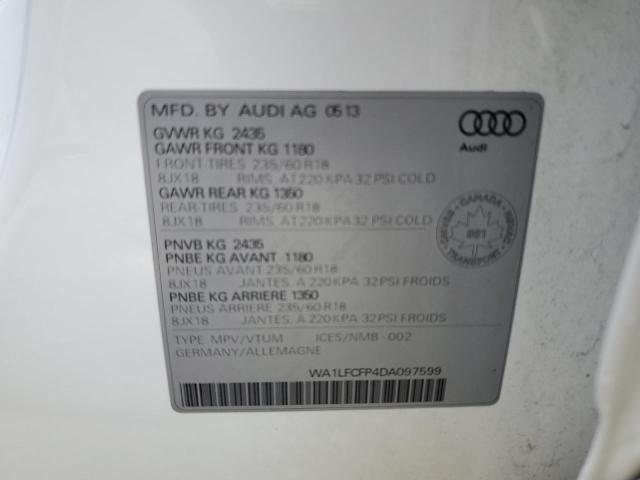 MFD. BY AUDI AG 05 13
GVWR KG 2435
GAWR FRONT KG 1180
FRONT-TIRES 235/60 R18
8JX18 RIMS, AT 220 KPA 32 PSI COLD
GAWR REAR KG 1350
REAR-TIRES 235/60 R18
8JX18 RIMS, AT 220 KPA 32 PSI COLD
Audi
CANADA
TRANSPORT
PNVB KG 2435
PNBE KG AVANT 1180
PNEUS AVANT 235/60 R18
8JX18 JANTES, A 220 KPA 32 PSI FROIDS
PNBE KG ARRIERE 1350
PNEUS ARRIERE 235/60 R18
8JX18 JANTES, A 220 KPA 32 PSI FROIDS
TYPE MPV/VTUM ICES/NMB - 002
GERMANY/ALLEMAGNE
WA1LFCFP4DA097599